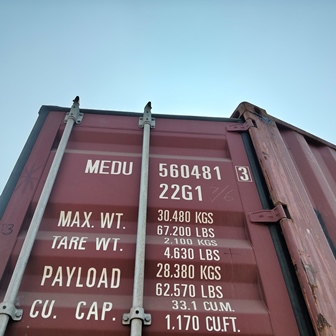 MEDU 560481 3
22G1
MAX. WT. 30.480 KGS
67.200 LBS
TARE WT. 2.100 KGS
4.630 LBS
PAYLOAD 28.380 KGS
62.570 LBS
CU. CAP. 33.1 CU.M.
1.170 CU.FT.